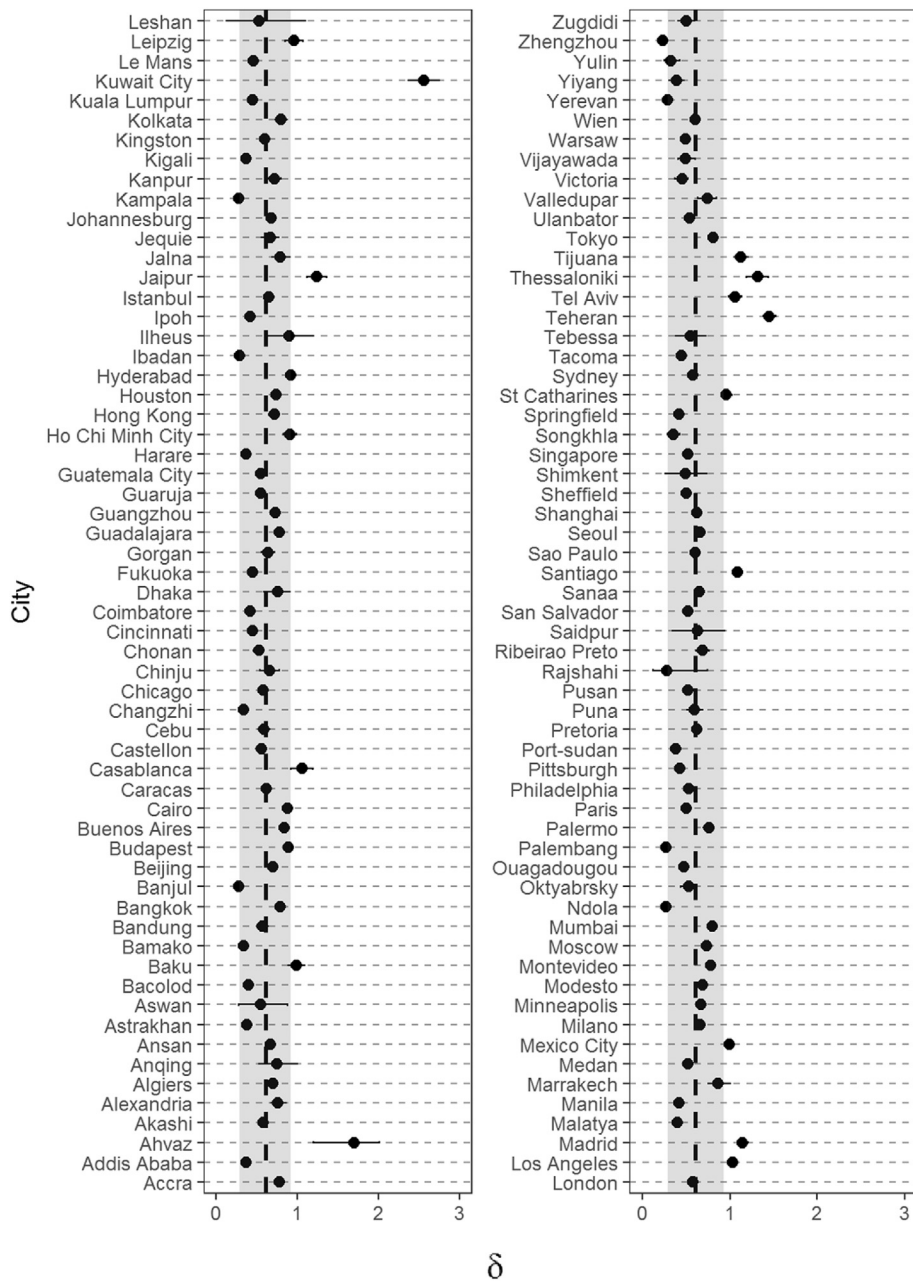 Leshan
Leipzig
Le Mans
Kuwait City
Kuala Lumpur
Kolkata
Kingston
Kigali
Kanpur
Kampala
Johannesburg
Jequie
Jalna
Jaipur
Istanbul
Ipoh
Ilheus
Ibadan
Hyderabad
Houston
Hong Kong
Ho Chi Minh City
Harare
Guatemala City
Guaruja
Guangzhou
Guadalajara
Gorgan
Fukuoka
Dhaka
Coimbatore
Cincinnati
Chonan
Chinju
Chicago
Changzhi
Cebu
Castellon
Casablanca
Caracas
Cairo
Buenos Aires
Budapest
Beijing
Banjul
Bangkok
Bandung
Bamako
Baku
Bacolod
Aswan
Astrakhan
Ansan
Anqing
Algiers
Alexandria
Akashi
Ahvaz
Addis Ababa
Accra
0 1 2 3
City
Zugdidi
Zhengzhou
Yulin
Yiyang
Yerevan
Wien
Warsaw
Vijayawada
Victoria
Valledupar
Ulanbator
Tokyo
Tijuana
Thessaloniki
Tel Aviv
Teheran
Tebessa
Tacoma
Sydney
St Catharines
Springfield
Songkhla
Singapore
Shimkent
Sheffield
Shanghai
Seoul
Sao Paulo
Santiago
Sanaa
San Salvador
Saidpur
Ribeirao Preto
Rajshahi
Pusan
Puna
Pretoria
Port-sudan
Pittsburgh
Philadelphia
Paris
Palermo
Palembang
Ouagadougou
Oktyabrsky
Ndola
Mumbai
Moscow
Montevideo
Modesto
Minneapolis
Milano
Mexico City
Medan
Marrakech
Manila
Malatya
Madrid
Los Angeles
London
0 1 2 3
δ